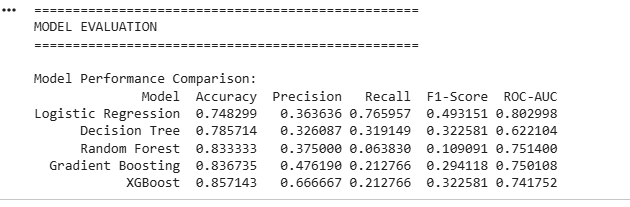 ==================================================
MODEL EVALUATION
==================================================
Model Performance Comparison:
Model Accuracy Precision Recall F1-Score ROC-AUC
Logistic Regression 0.748299 0.363636 0.765957 0.493151 0.802998
Decision Tree 0.785714 0.326087 0.319149 0.322581 0.622104
Random Forest 0.833333 0.375000 0.063830 0.109091 0.751400
Gradient Boosting 0.836735 0.476190 0.212766 0.294118 0.750108
XGBoost 0.857143 0.666667 0.212766 0.322581 0.741752